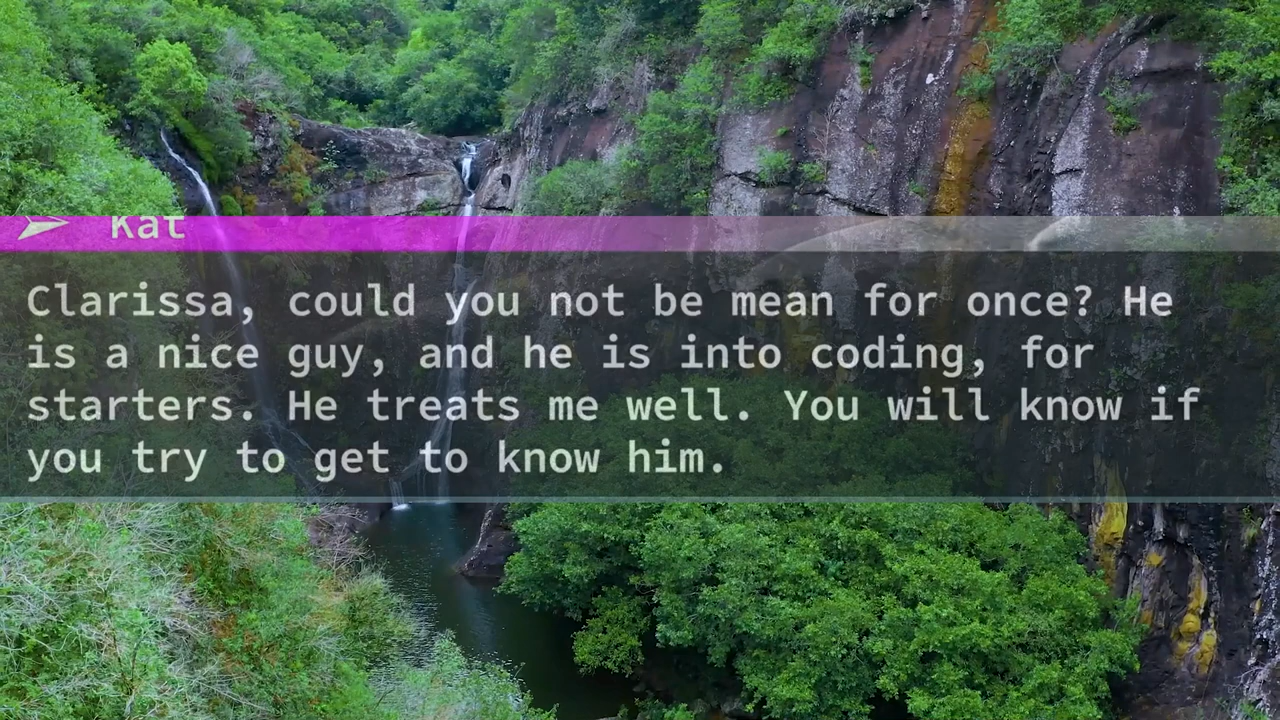 Kat
Clarissa, could you not be mean for once? He
is a nice guy, and he is into coding, for
starters. He treats me well. You will know if
you try to get to know him.